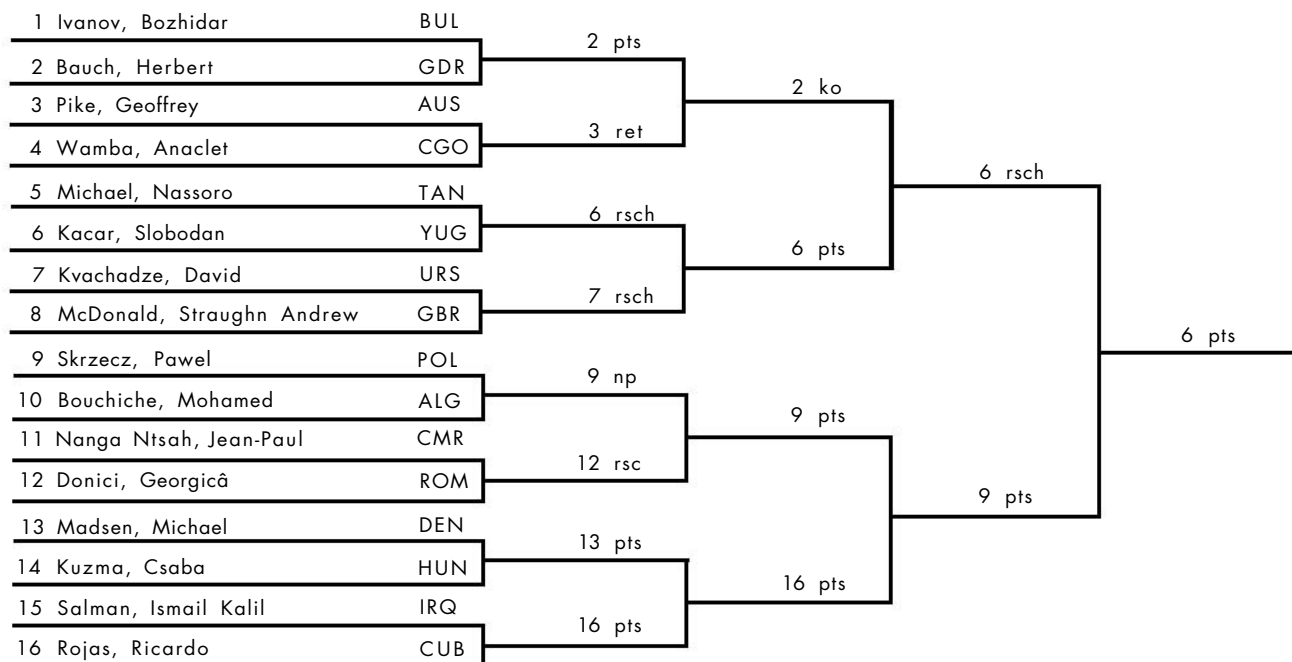 1 Ivanov, Bozhidar BUL
2 Bauch, Herbert GDR
3 Pike, Geoffrey AUS
4 Wamba, Anaclet CGO
5 Michael, Nassoro TAN
6 Kacar, Slobodan YUG
7 Kvachadze, David URS
8 McDonald, Straughn Andrew GBR
9 Skrzecz, Pawel POL
10 Bouchiche, Mohamed ALG
11 Nanga Ntsah, Jean-Paul CMR
12 Donici, Georgicâ ROM
13 Madsen, Michael DEN
14 Kuzma, Csaba HUN
15 Salman, Ismail Kalil IRQ
16 Rojas, Ricardo CUB
2 pts
3 ret
6 rsch
7 rsch
9 np
12 rsc
13 pts
16 pts
2 ko
6 pts
9 pts
16 pts
6 rsch
9 pts
6 pts